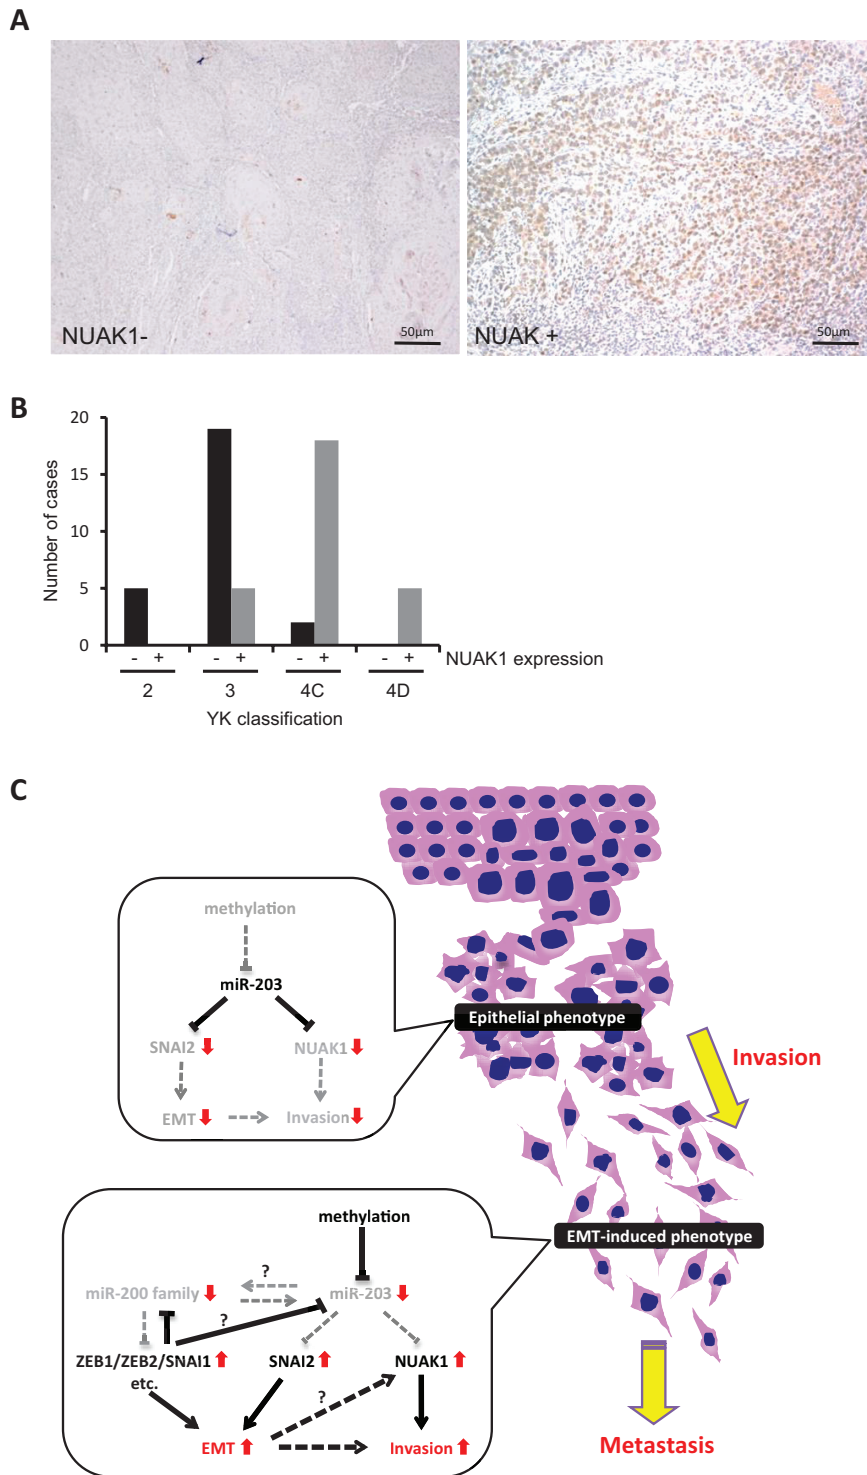 A
NUAK1-
50µm
NUAK +
50µm
B
20
15
10
5
0
Number of cases
- + - + - + - +
NUAK1 expression
2 3 4C 4D
YK classification
C
methylation
miR-203
SNAI2
NUAK1
EMT
Invasion
Epithelial phenotype
Invasion
methylation
?
miR-200 family
miR-203
?
ZEB1/ZEB2/SNAI1
etc.
SNAI2
NUAK1
?
EMT
Invasion
EMT-induced phenotype
Metastasis